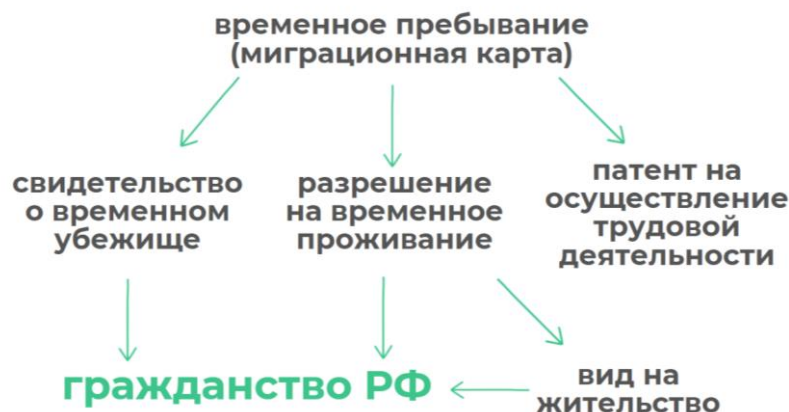 временное пребывание
(миграционная карта)
свидетельство
о временном
убежище
разрешение
на временное
проживание
патент на
осуществление
трудовой
деятельности
гражданство РФ
вид на
жительство